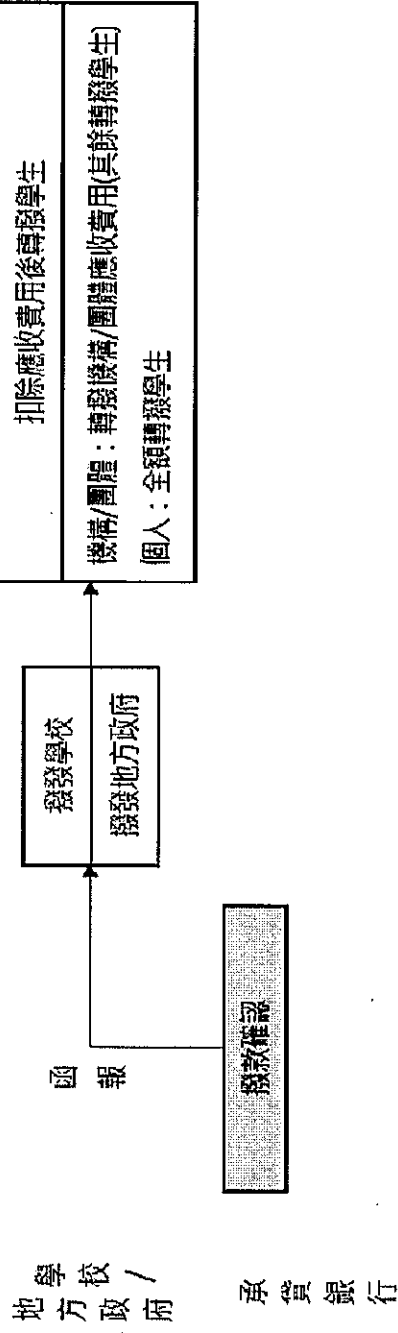 學校/
地方政府
函報
撥發學校
撥發地方政府
扣除應收費用後轉撥學生
機構/團體：轉撥機構/團體應收費用(其餘轉撥學生)
個人：全額轉撥學生
承貸銀行
撥款確認